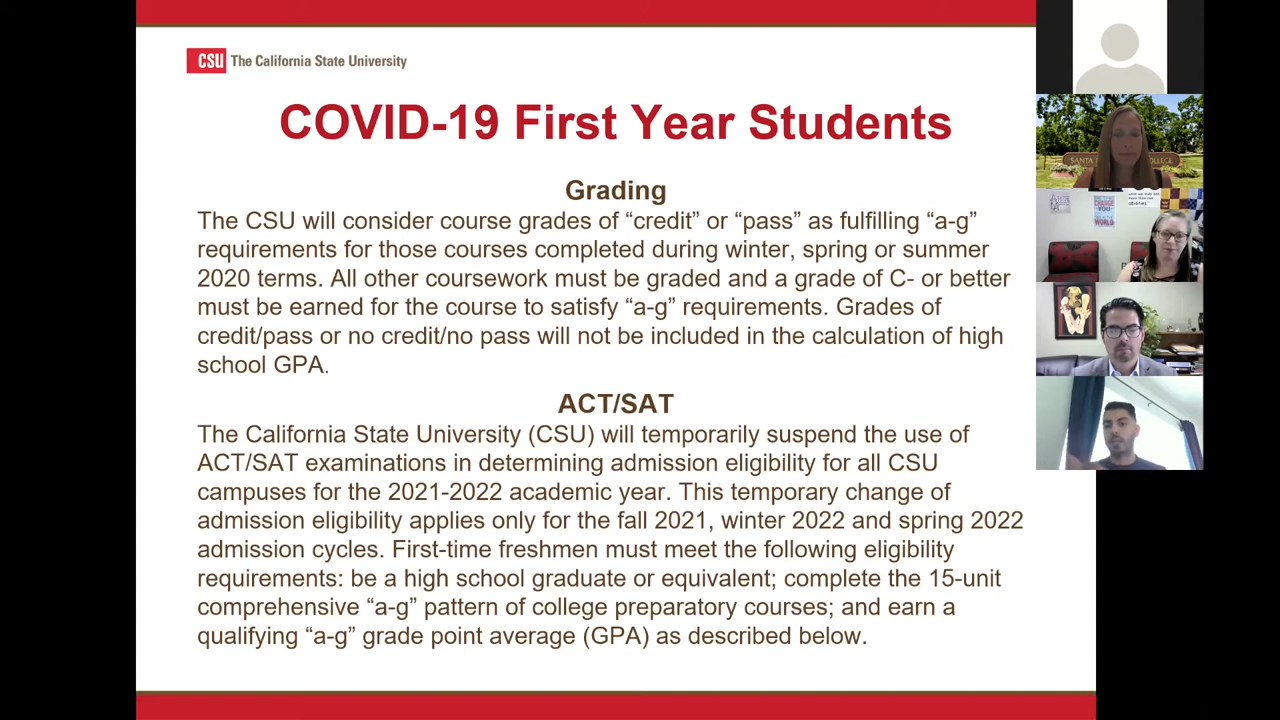 CSU The California State University
COVID-19 First Year Students
Grading
The CSU will consider course grades of “credit” or “pass” as fulfilling “a-g”
requirements for those courses completed during winter, spring or summer
2020 terms. All other coursework must be graded and a grade of C- or better
must be earned for the course to satisfy “a-g” requirements. Grades of
credit/pass or no credit/no pass will not be included in the calculation of high
school GPA.
ACT/SAT
The California State University (CSU) will temporarily suspend the use of
ACT/SAT examinations in determining admission eligibility for all CSU
campuses for the 2021-2022 academic year. This temporary change of
admission eligibility applies only for the fall 2021, winter 2022 and spring 2022
admission cycles. First-time freshmen must meet the following eligibility
requirements: be a high school graduate or equivalent; complete the 15-unit
comprehensive “a-g” pattern of college preparatory courses; and earn a
qualifying “a-g” grade point average (GPA) as described below.
SANTA
CHANGE
YOU
WORLD